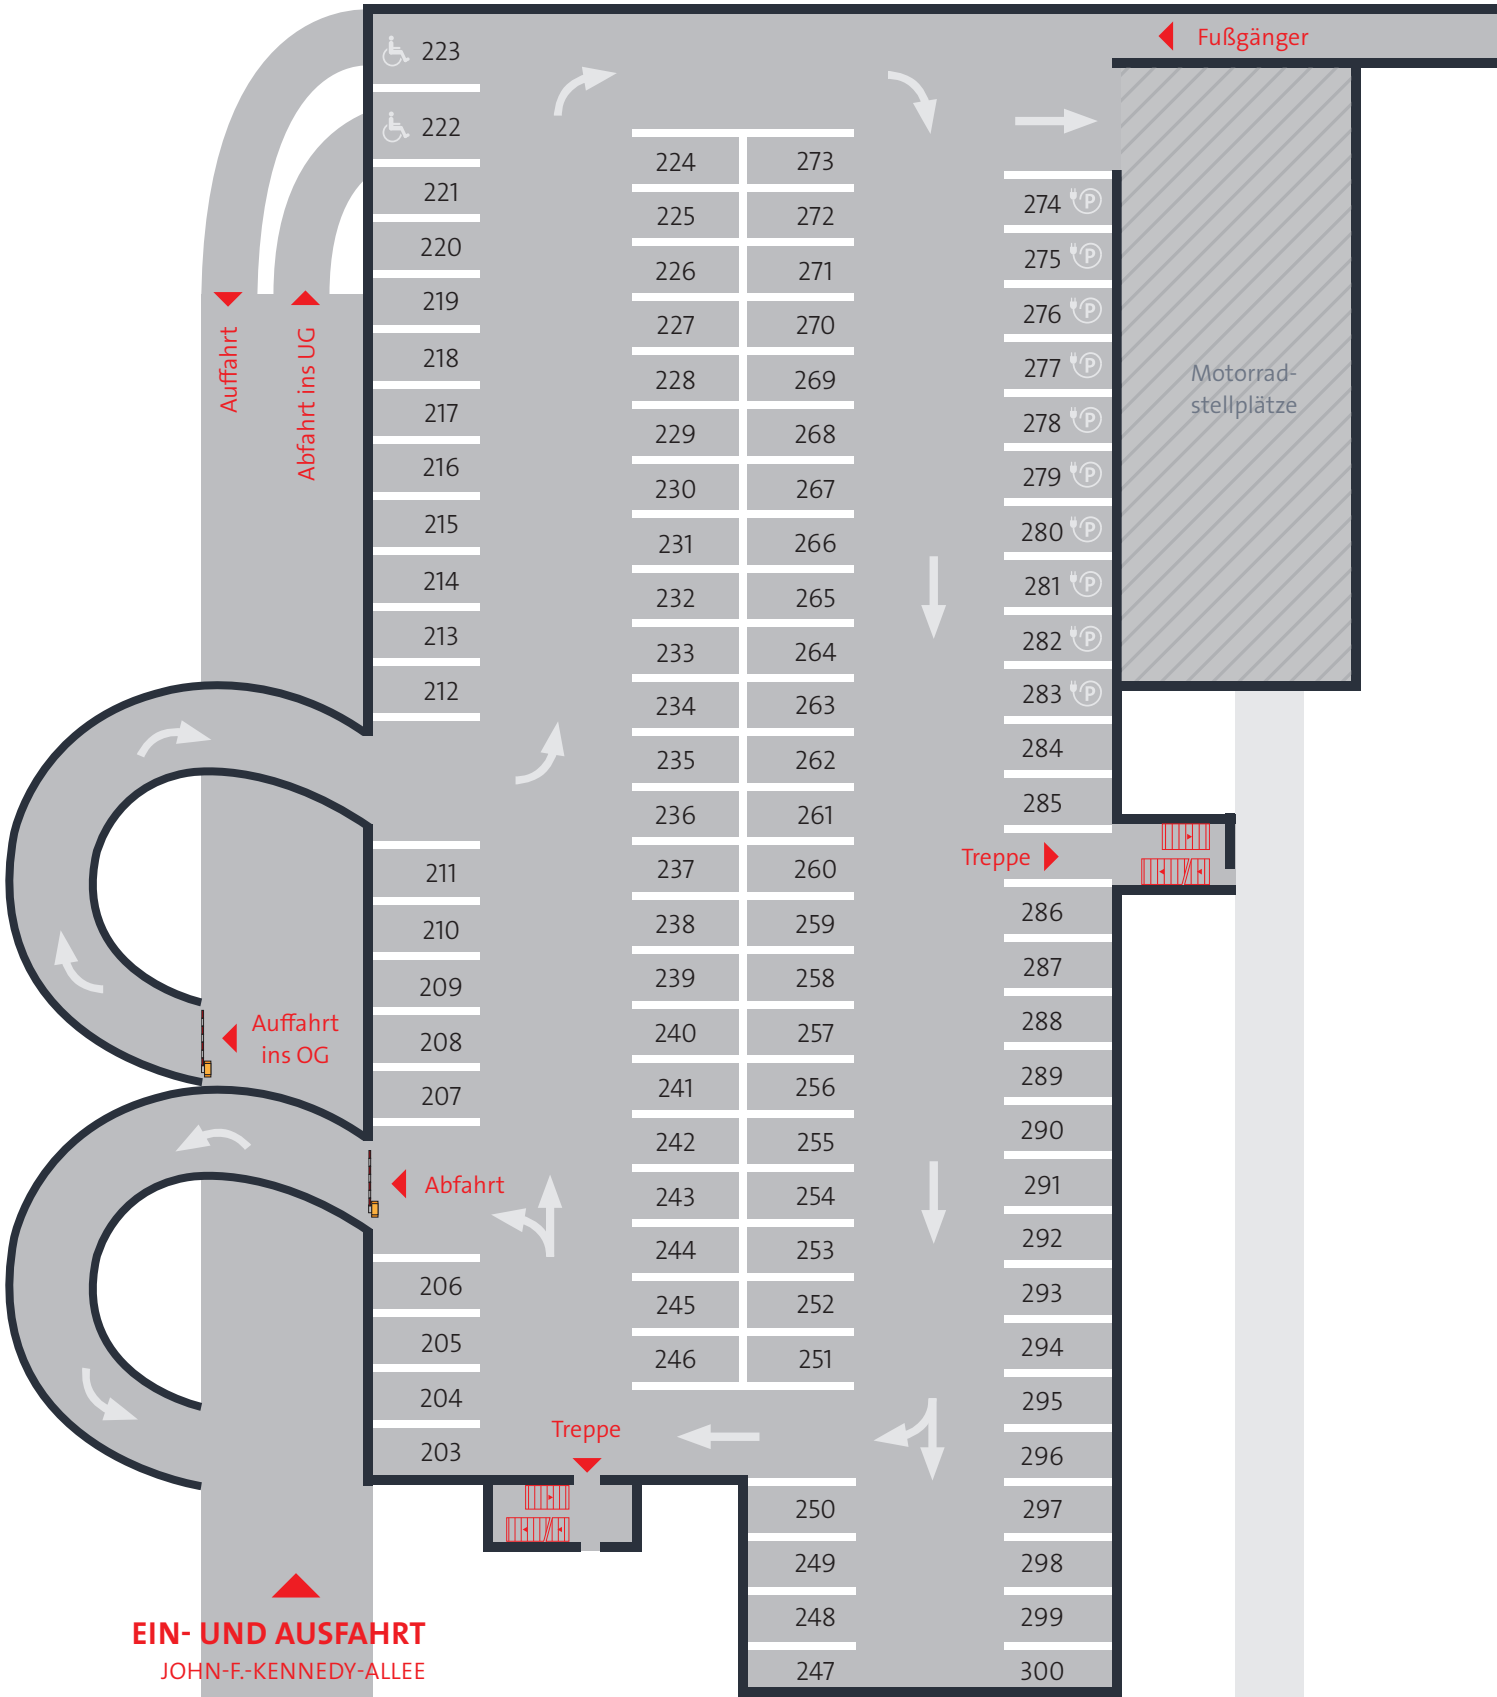 Fußgänger
223
222
221
220
219
218
217
216
215
214
213
212
211
210
209
208
207
206
205
204
203
224 273
225 272
226 271
227 270
228 269
229 268
230 267
231 266
232 265
233 264
234 263
235 262
236 261
237 260
238 259
239 258
240 257
241 256
242 255
243 254
244 253
245 252
246 251
250
249
248
247
274 P
275 P
276 P
277 P
278 P
279 P
280 P
281 P
282 P
283 P
284
285
286
287
288
289
290
291
292
293
294
295
296
297
298
299
300
Motorrad-
stellplätze
Auffahrt
Abfahrt ins UG
Treppe
Auffahrt
ins OG
Abfahrt
Treppe
EIN- UND AUSFAHRT
JOHN-F.-KENNEDY-ALLEE